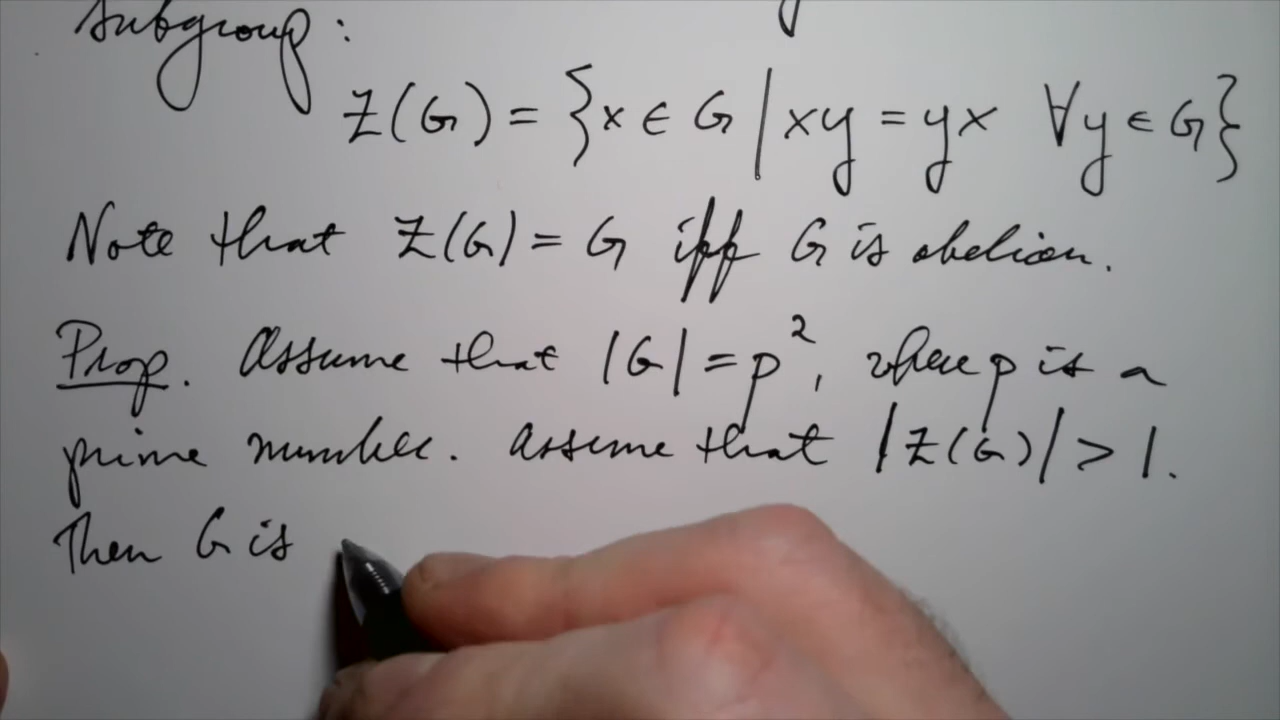 subgroup:
Z(G) = {x ∈ G | xy = yx ∀y ∈ G}
Note that Z(G) = G iff G is abelian.
Prop. Assume that |G| = p², where p is a
prime number. Assume that |Z(G)| > 1.
Then G is